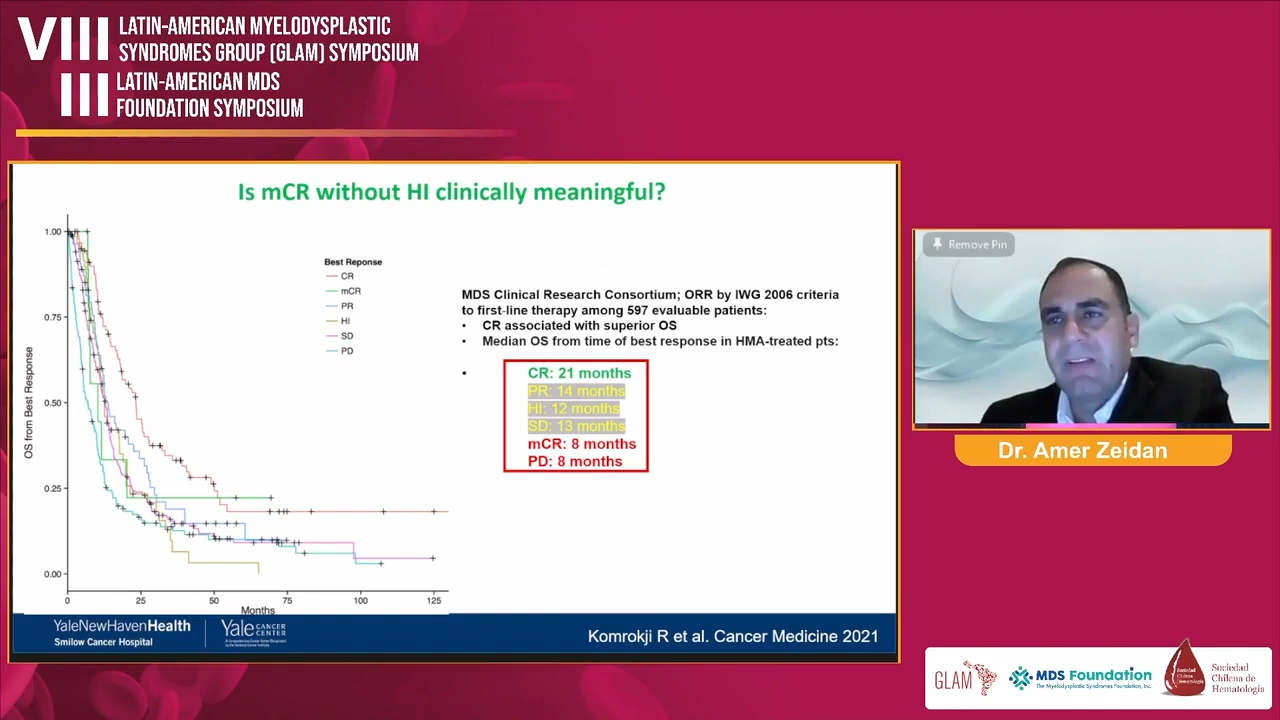 VIII LATIN-AMERICAN MYELODYSPLASTIC
SYNDROMES GROUP (GLAM) SYMPOSIUM
III LATIN-AMERICAN MDS
FOUNDATION SYMPOSIUM
Is mCR without HI clinically meaningful?
OS from Best Response
1.00
0.75
0.50
0.25
0.00
0 25 50 75 100 125
Months
Best Reponse
CR
mCR
PR
HI
SD
PD
MDS Clinical Research Consortium; ORR by IWG 2006 criteria
to first-line therapy among 597 evaluable patients:
• CR associated with superior OS
• Median OS from time of best response in HMA-treated pts:
• CR: 21 months
PR: 14 months
HI: 12 months
SD: 13 months
mCR: 8 months
PD: 8 months
YaleNewHavenHealth
Smilow Cancer Hospital
Yale CANCER
CENTER
Komrokji R et al. Cancer Medicine 2021
Remove Pin
Dr. Amer Zeidan
GLAM
MDS Foundation
The Myelodysplastic Syndromes Foundation, Inc.
Sociedad
Chilena de
Hematología
Sociedad
Chilena de
Hematología